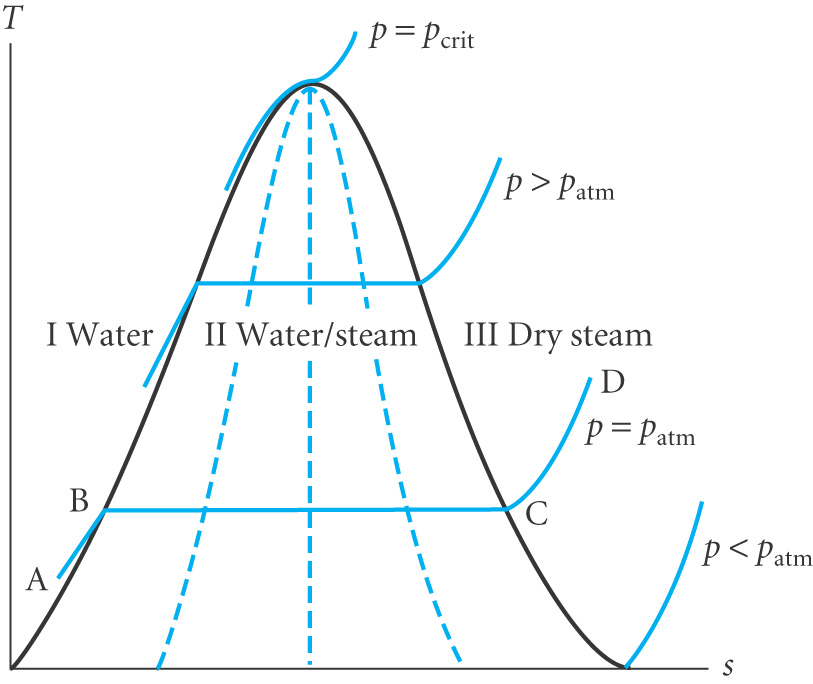 T
p = pcrit
p > patm
I Water
II Water/steam
III Dry steam
D
p = patm
B
C
A
p < patm
s